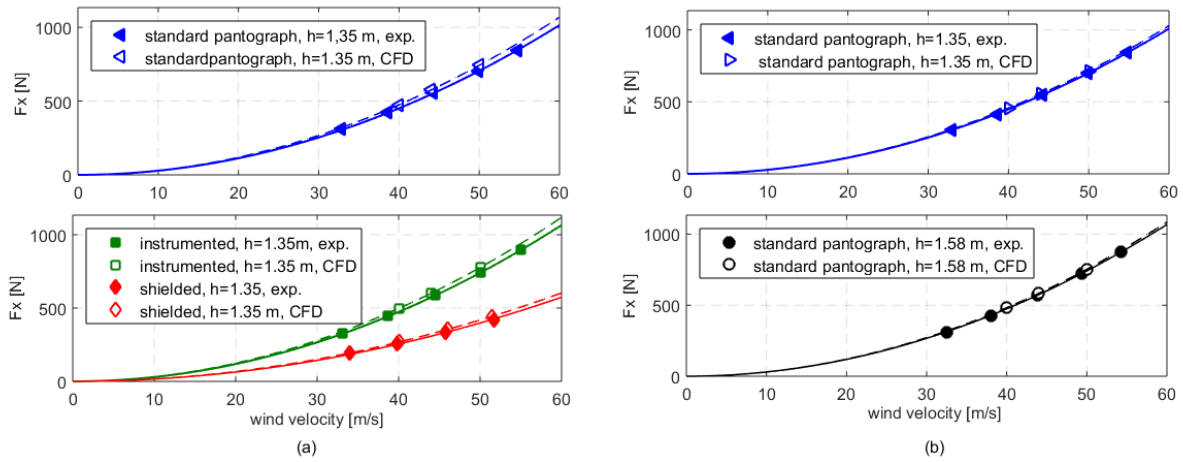 1000
500
0
Fx [N]
standard pantograph, h=1,35 m, exp.
standardpantograph, h=1.35 m, CFD
0 10 20 30 40 50 60
1000
500
0
Fx [N]
instrumented, h=1.35m, exp.
instrumented, h=1.35 m, CFD
shielded, h=1.35, exp.
shielded, h=1.35 m, CFD
0 10 20 30 40 50 60
wind velocity [m/s]
(a)
1000
500
0
Fx [N]
standard pantograph, h=1.35, exp.
standard pantograph, h=1.35 m, CFD
0 10 20 30 40 50 60
1000
500
0
Fx [N]
standard pantograph, h=1.58 m, exp.
standard pantograph, h=1.58 m, CFD
0 10 20 30 40 50 60
wind velocity [m/s]
(b)